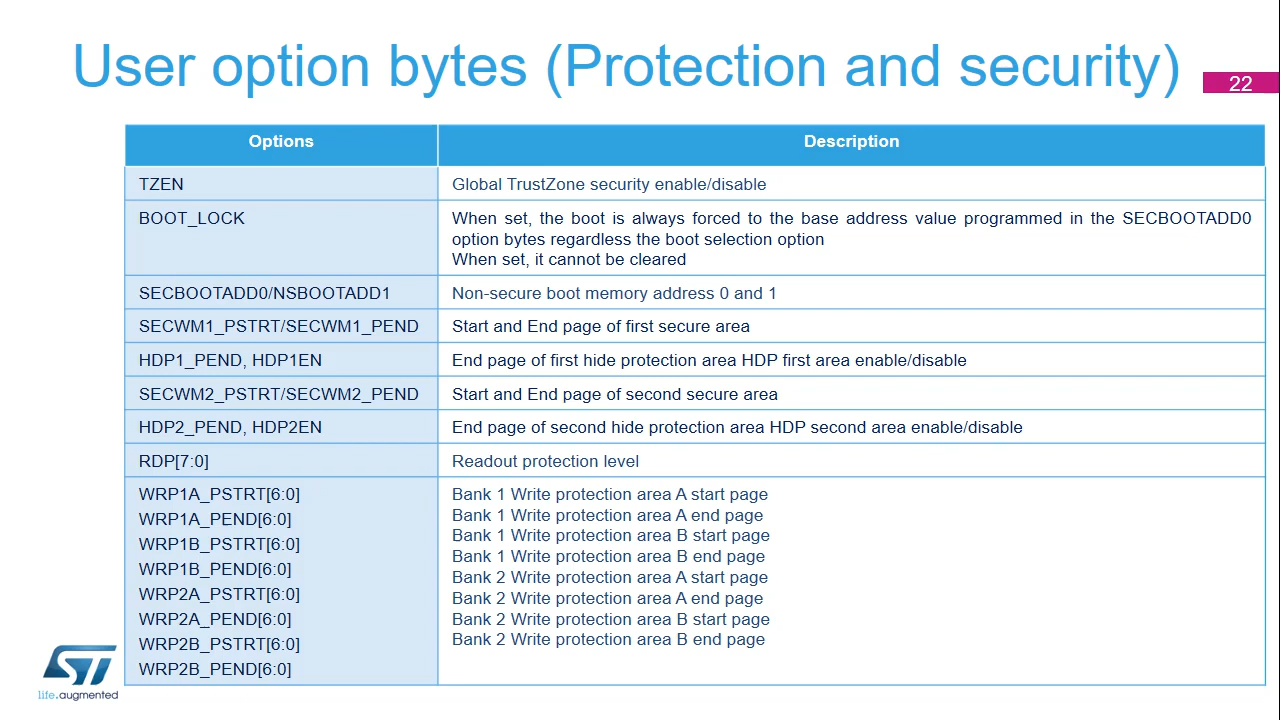 User option bytes (Protection and security)
22
Options
Description
TZEN
Global TrustZone security enable/disable
BOOT_LOCK
When set, the boot is always forced to the base address value programmed in the SECBOOTADD0
option bytes regardless the boot selection option
When set, it cannot be cleared
SECBOOTADD0/NSBOOTADD1
Non-secure boot memory address 0 and 1
SECWM1_PSTRT/SECWM1_PEND
Start and End page of first secure area
HDP1_PEND, HDP1EN
End page of first hide protection area HDP first area enable/disable
SECWM2_PSTRT/SECWM2_PEND
Start and End page of second secure area
HDP2_PEND, HDP2EN
End page of second hide protection area HDP second area enable/disable
RDP[7:0]
Readout protection level
WRP1A_PSTRT[6:0]
WRP1A_PEND[6:0]
WRP1B_PSTRT[6:0]
WRP1B_PEND[6:0]
WRP2A_PSTRT[6:0]
WRP2A_PEND[6:0]
WRP2B_PSTRT[6:0]
WRP2B_PEND[6:0]
Bank 1 Write protection area A start page
Bank 1 Write protection area A end page
Bank 1 Write protection area B start page
Bank 1 Write protection area B end page
Bank 2 Write protection area A start page
Bank 2 Write protection area A end page
Bank 2 Write protection area B start page
Bank 2 Write protection area B end page
ST
life.augmented